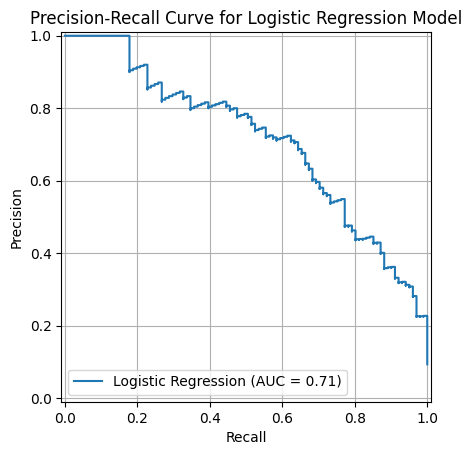 Precision-Recall Curve for Logistic Regression Model
1.0
0.8
0.6
0.4
0.2
0.0
Precision
Logistic Regression (AUC = 0.71)
0.0 0.2 0.4 0.6 0.8 1.0
Recall